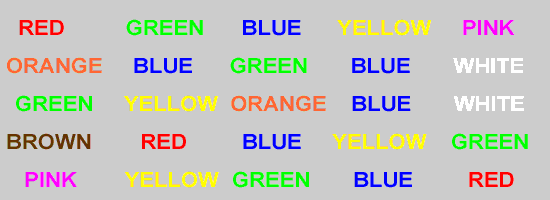 RED GREEN BLUE YELLOW PINK
ORANGE BLUE GREEN BLUE WHITE
GREEN YELLOW ORANGE BLUE WHITE
BROWN RED BLUE YELLOW GREEN
PINK YELLOW GREEN BLUE RED